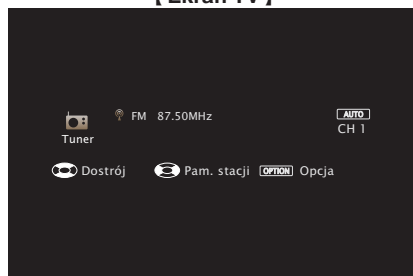 【 Ekran TV 】
FM 87.50MHz
AUTO
CH 1
Tuner
Dostrój Pam. stacji OPTION Opcja